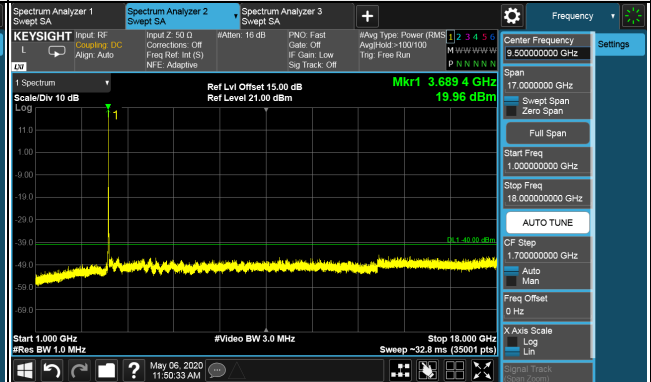 Spectrum Analyzer 1
Swept SA
Spectrum Analyzer 2
Swept SA
Spectrum Analyzer 3
Swept SA
+
Frequency
KEYSIGHT
L
LXI
Input: RF
Coupling: DC
Align: Auto
Input Z: 50 Ω
Corrections: Off
Freq Ref: Int (S)
NFE: Adaptive
#Atten: 16 dB
PNO: Fast
Gate: Off
IF Gain: Low
Sig Track: Off
#Avg Type: Power (RMS
Avg|Hold:>100/100
Trig: Free Run
1 2 3 4 5 6
M W W W W W
P N N N N N
1 Spectrum
Scale/Div 10 dB
Log
Ref Lvl Offset 15.00 dB
Ref Level 21.00 dBm
Mkr1 3.689 4 GHz
19.96 dBm
1
11.0
1.00
-9.00
-19.0
-29.0
-39.0
-49.0
-59.0
-69.0
DL1 -40.00 dBm
Start 1.000 GHz
#Res BW 1.0 MHz
#Video BW 3.0 MHz
Stop 18.000 GHz
Sweep ~32.8 ms (35001 pts)
Center Frequency
9.500000000 GHz
Settings
Span
17.0000000 GHz
Swept Span
Zero Span
Full Span
Start Freq
1.000000000 GHz
Stop Freq
18.000000000 GHz
AUTO TUNE
CF Step
1.700000000 GHz
Auto
Man
Freq Offset
0 Hz
X Axis Scale
Log
Lin
Signal Track
(Span Zoom)
?
May 06, 2020
11:50:33 AM